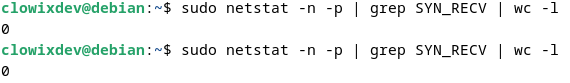 clowixdev@debian:~$ sudo netstat -n -p | grep SYN_RECV | wc -l
0
clowixdev@debian:~$ sudo netstat -n -p | grep SYN_RECV | wc -l
0